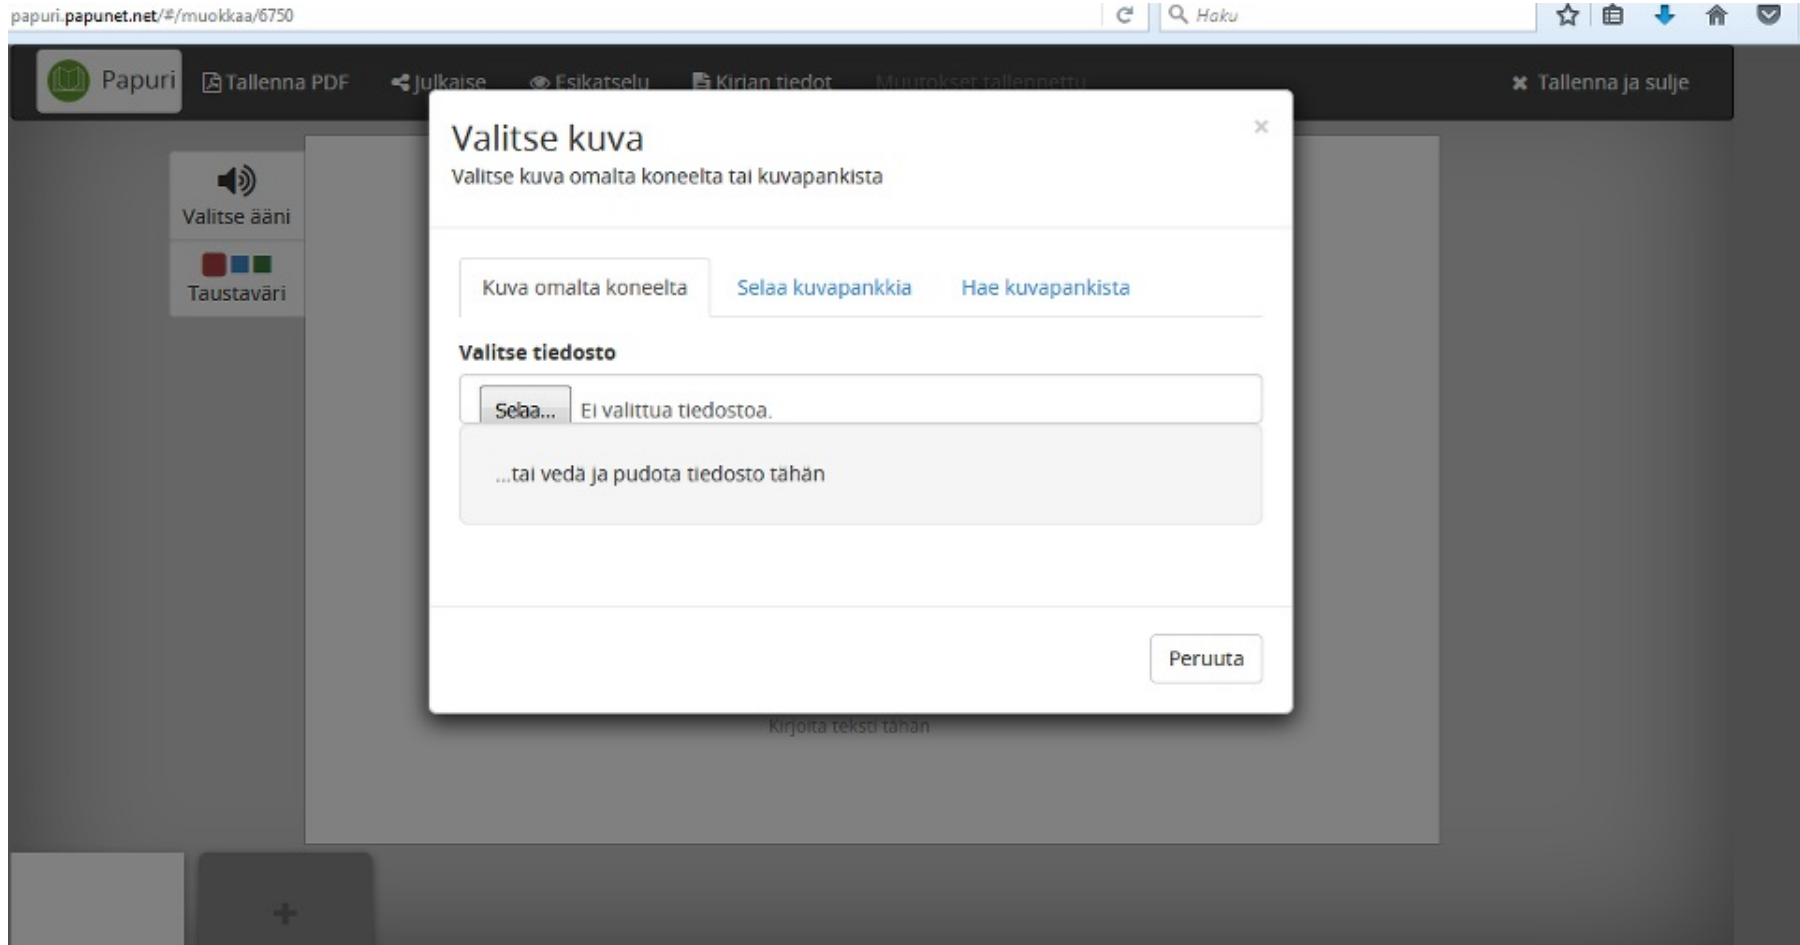 papuri.papunet.net/#/muokkaa/6750
Haku
Papuri
Tallenna PDF
Julkaise
Esikatselu
Kirjan tiedot
Muutokset tallennettu
Tallenna ja sulje
Valitse kuva
Valitse kuva omalta koneelta tai kuvapankista
Valitse ääni
Taustaväri
Kuva omalta koneelta
Selaa kuvapankkia
Hae kuvapankista
Valitse tiedosto
Selaa...
Ei valittua tiedostoa.
...tai vedä ja pudota tiedosto tähän
Peruuta
Kirjoita teksti tähän